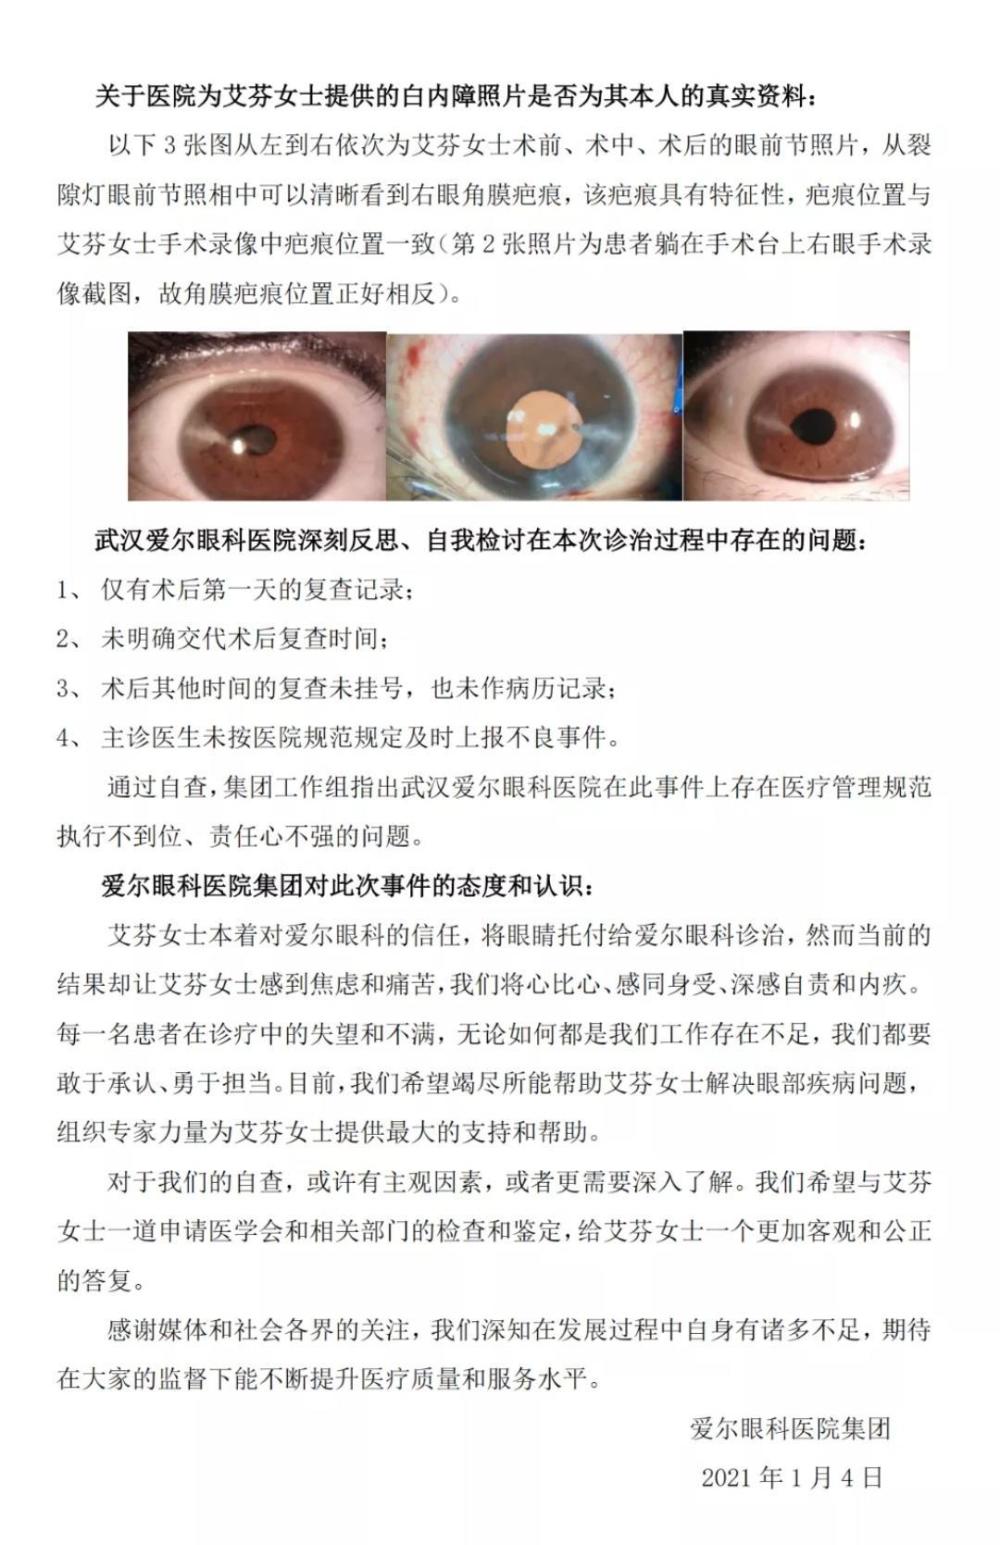 关于医院为艾芬女士提供的白内障照片是否为其本人的真实资料：
以下 3 张图从左到右依次为艾芬女士术前、术中、术后的眼前节照片，从裂
隙灯眼前节照相中可以清晰看到右眼角膜疤痕，该疤痕具有特征性，疤痕位置与
艾芬女士手术录像中疤痕位置一致（第 2 张照片为患者躺在手术台上右眼手术录
像截图，故角膜疤痕位置正好相反）。
武汉爱尔眼科医院深刻反思、自我检讨在本次诊治过程中存在的问题：
1、 仅有术后第一天的复查记录；
2、 未明确交代术后复查时间；
3、 术后其他时间的复查未挂号，也未作病历记录；
4、 主诊医生未按医院规范规定及时上报不良事件。
通过自查，集团工作组指出武汉爱尔眼科医院在此事件上存在医疗管理规范
执行不到位、责任心不强的问题。
爱尔眼科医院集团对此次事件的态度和认识：
艾芬女士本着对爱尔眼科的信任，将眼睛托付给爱尔眼科诊治，然而当前的
结果却让艾芬女士感到焦虑和痛苦，我们将心比心、感同身受、深感自责和内疚。
每一名患者在诊疗中的失望和不满，无论如何都是我们工作存在不足，我们都要
敢于承认、勇于担当。目前，我们希望竭尽所能帮助艾芬女士解决眼部疾病问题，
组织专家力量为艾芬女士提供最大的支持和帮助。
对于我们的自查，或许有主观因素，或者更需要深入了解。我们希望与艾芬
女士一道申请医学会和相关部门的检查和鉴定，给艾芬女士一个更加客观和公正
的答复。
感谢媒体和社会各界的关注，我们深知在发展过程中自身有诸多不足，期待
在大家的监督下能不断提升医疗质量和服务水平。
爱尔眼科医院集团
2021 年 1 月 4 日